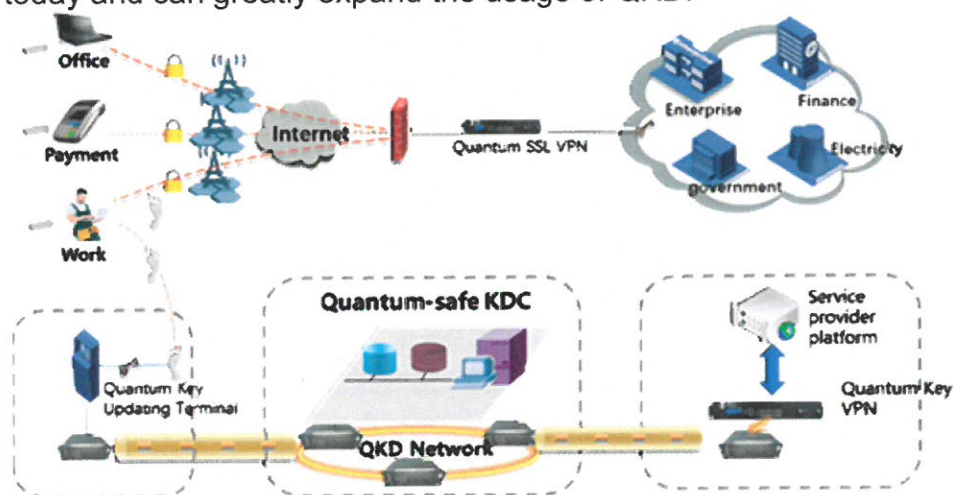 today and can greatly expand the usage of QKD.
Office
Payment
Work
Internet
Quantum SSL VPN
Enterprise
Finance
government
Electricity
Quantum-safe KDC
Service
provider
platform
Quantum Key
Updating Terminal
Quantum Key
VPN
QKD Network